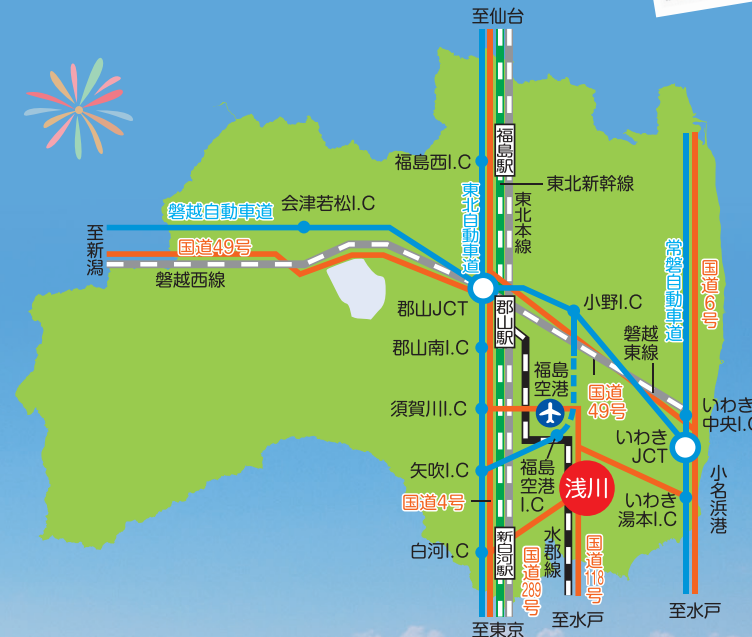 至仙台
福島駅
福島西I.C
東北自動車道
東北新幹線
東北本線
会津若松I.C
磐越自動車道
至新潟
国道49号
磐越西線
常磐自動車道
国道6号
郡山JCT
郡山駅
小野I.C
磐越
東線
郡山南I.C
福島
空港
国道
49号
須賀川I.C
いわき
中央I.C
いわき
JCT
矢吹I.C
福島
空港
I.C
浅川
小名浜港
国道4号
いわき
湯本I.C
白河I.C
新白河駅
国道289号
水郡線
国道118号
至東京
至水戸
至水戸